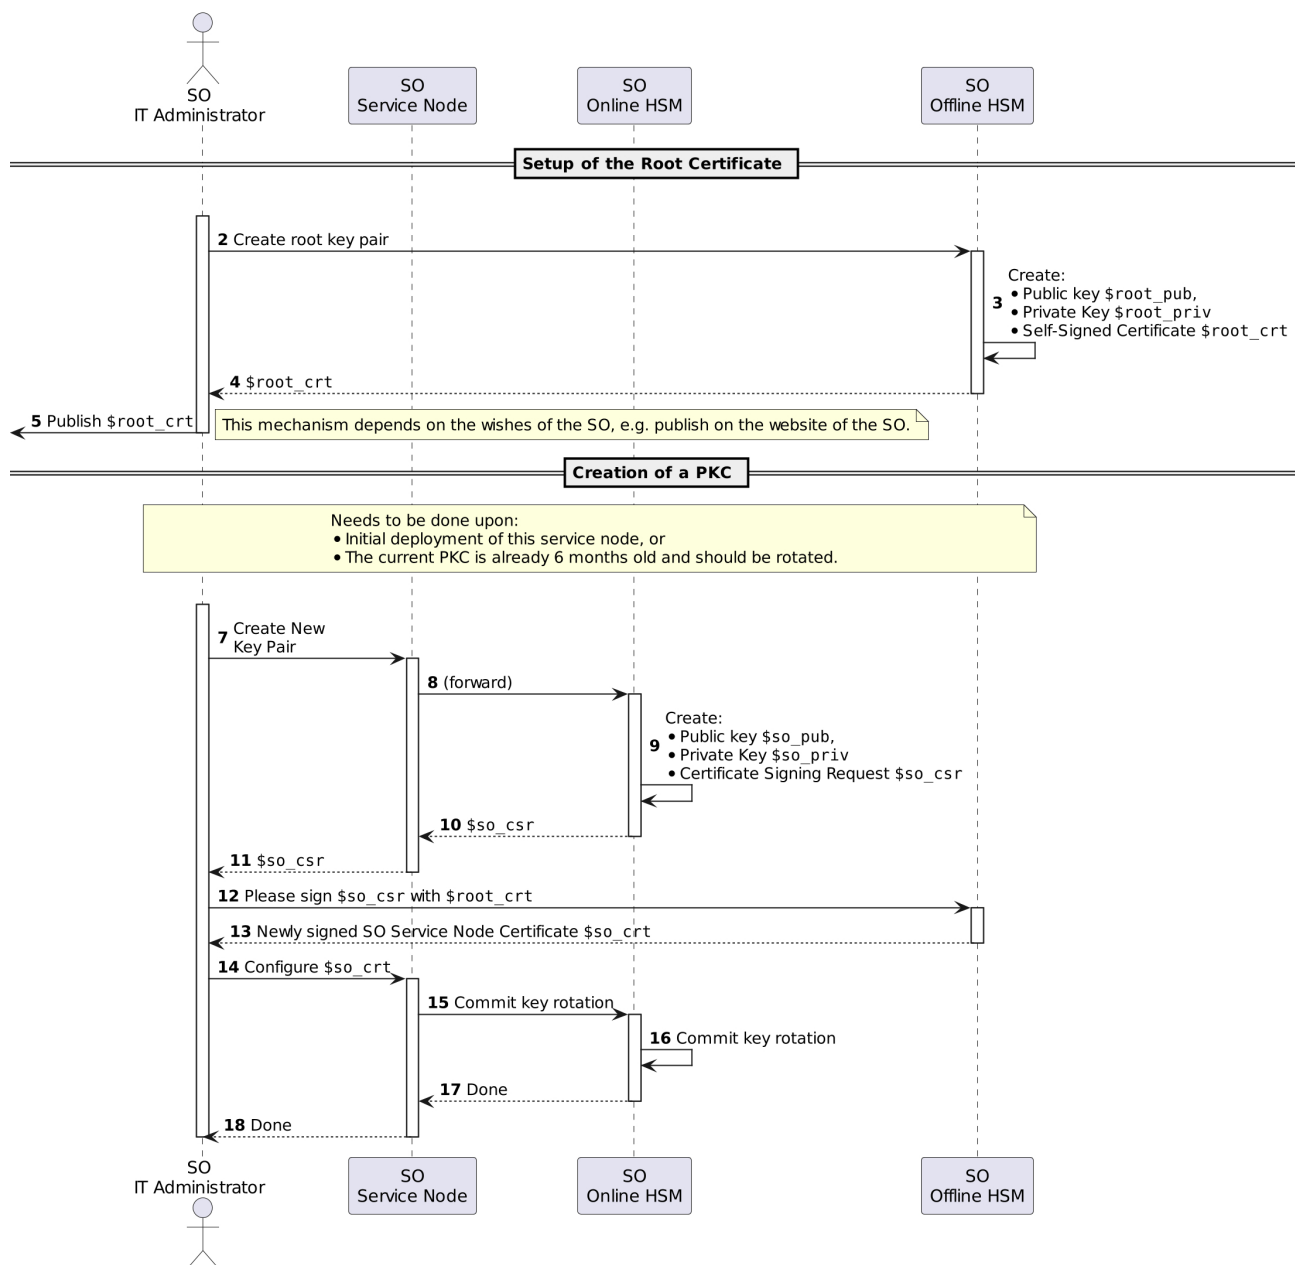 SO
IT Administrator
SO
Service Node
SO
Online HSM
SO
Offline HSM
Setup of the Root Certificate
2 Create root key pair
Create:
• Public key $root_pub,
3
• Private Key $root_priv
• Self-Signed Certificate $root_crt
4 $root_crt
5 Publish $root_crt
This mechanism depends on the wishes of the SO, e.g. publish on the website of the SO.
Creation of a PKC
Needs to be done upon:
• Initial deployment of this service node, or
• The current PKC is already 6 months old and should be rotated.
7 Create New
Key Pair
8 (forward)
Create:
• Public key $so_pub,
9
• Private Key $so_priv
• Certificate Signing Request $so_csr
10 $so_csr
11 $so_csr
12 Please sign $so_csr with $root_crt
13 Newly signed SO Service Node Certificate $so_crt
14 Configure $so_crt
15 Commit key rotation
16 Commit key rotation
17 Done
18 Done
SO
IT Administrator
SO
Service Node
SO
Online HSM
SO
Offline HSM